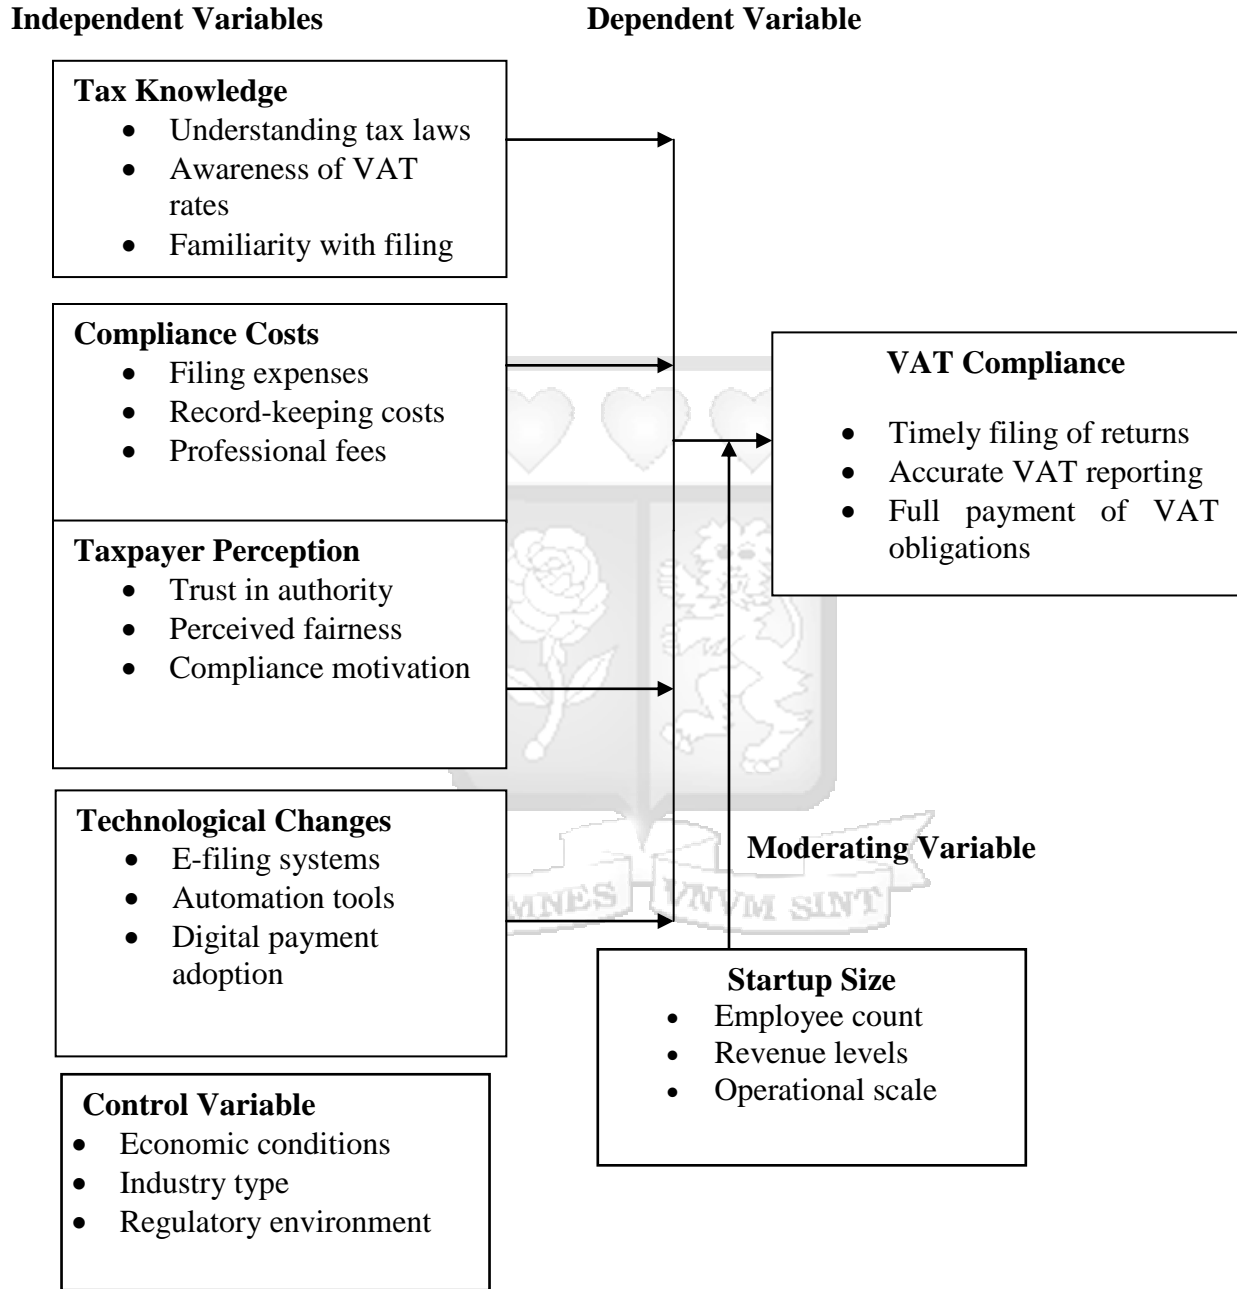 Independent Variables
Dependent Variable
Tax Knowledge
• Understanding tax laws
• Awareness of VAT
rates
• Familiarity with filing
Compliance Costs
• Filing expenses
• Record-keeping costs
• Professional fees
Taxpayer Perception
• Trust in authority
• Perceived fairness
• Compliance motivation
Technological Changes
• E-filing systems
• Automation tools
• Digital payment
adoption
Control Variable
• Economic conditions
• Industry type
• Regulatory environment
VAT Compliance
• Timely filing of returns
• Accurate VAT reporting
• Full payment of VAT
obligations
Moderating Variable
Startup Size
• Employee count
• Revenue levels
• Operational scale
MNES VNVM SINT